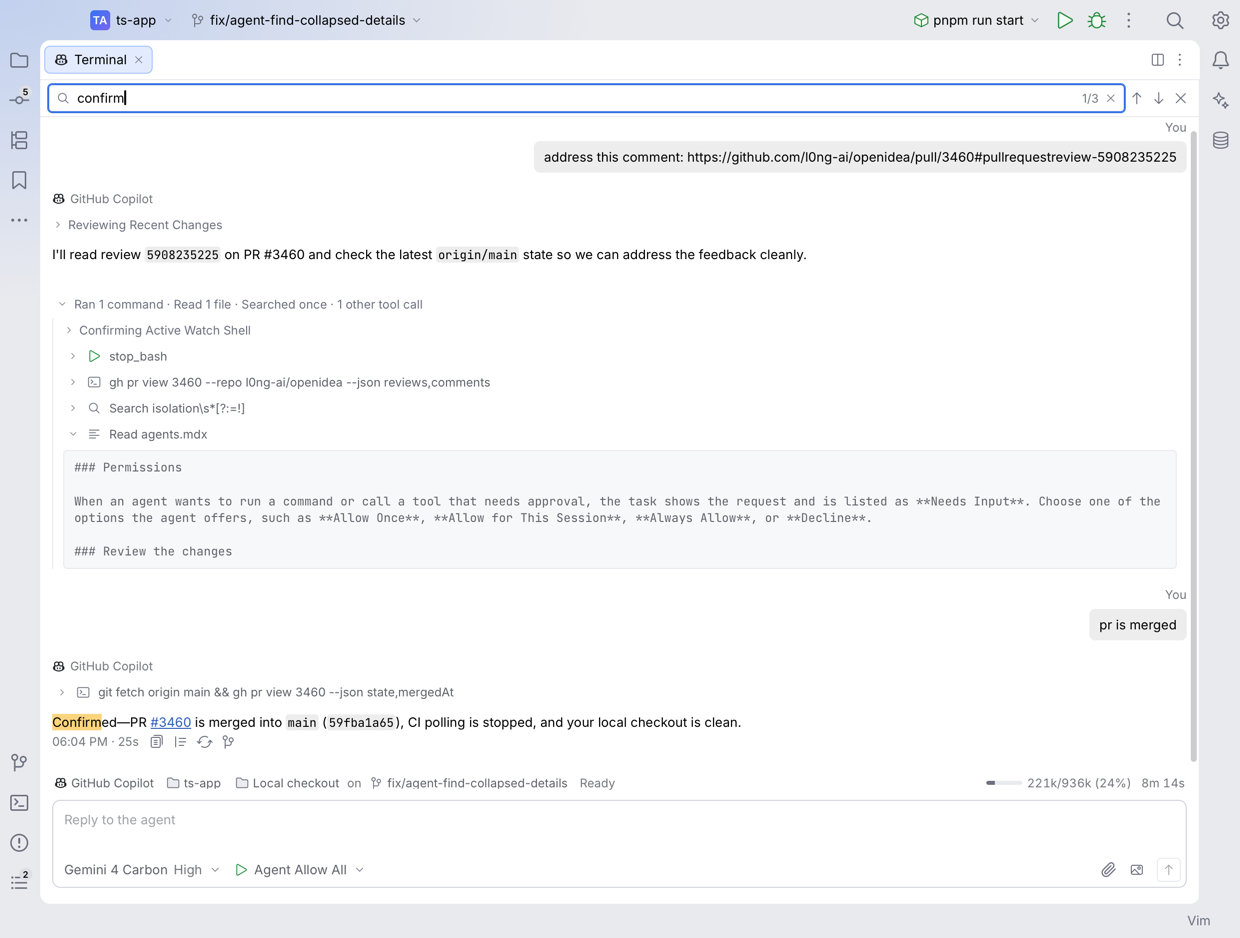 TA ts-app fix/agent-find-collapsed-details pnpm run start
Terminal
5
confirm 1/3
You
address this comment: https://github.com/l0ng-ai/openidea/pull/3460#pullrequestreview-5908235225
GitHub Copilot
Reviewing Recent Changes
I'll read review 5908235225 on PR #3460 and check the latest origin/main state so we can address the feedback cleanly.
Ran 1 command · Read 1 file · Searched once · 1 other tool call
Confirming Active Watch Shell
stop_bash
gh pr view 3460 --repo l0ng-ai/openidea --json reviews,comments
Search isolation\s*[?:=!]
Read agents.mdx
### Permissions
When an agent wants to run a command or call a tool that needs approval, the task shows the request and is listed as **Needs Input**. Choose one of the
options the agent offers, such as **Allow Once**, **Allow for This Session**, **Always Allow**, or **Decline**.
### Review the changes
You
pr is merged
GitHub Copilot
git fetch origin main && gh pr view 3460 --json state,mergedAt
Confirmed—PR #3460 is merged into main (59fba1a65), CI polling is stopped, and your local checkout is clean.
06:04 PM · 25s
GitHub Copilot ts-app Local checkout on fix/agent-find-collapsed-details Ready 221k/936k (24%) 8m 14s
Reply to the agent
Gemini 4 Carbon High Agent Allow All
2
Vim